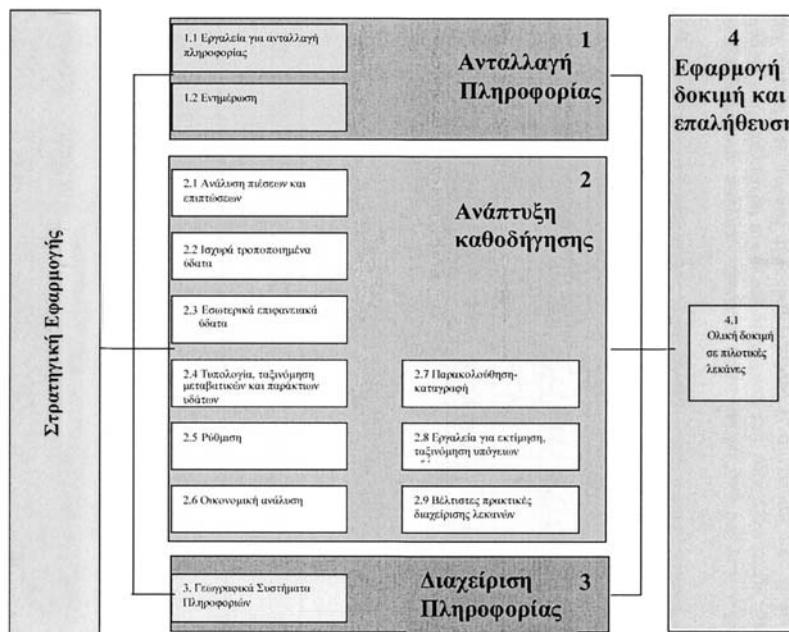 Στρατηγική Εφαρμογής
1.1 Εργαλεία για ανταλλαγή
πληροφορίας
1.2 Ενημέρωση
1
Ανταλλαγή
Πληροφορίας
2.1 Ανάλυση πιέσεων και
επιπτώσεων
2.2 Ισχυρά τροποποιημένα
ύδατα
2.3 Εσωτερικά επιφανειακά
ύδατα
2.4 Τυπολογία, ταξινόμηση
μεταβατικών και παράκτιων
υδάτων
2.5 Ρύθμιση
2.6 Οικονομική ανάλυση
2
Ανάπτυξη
καθοδήγησης
2.7 Παρακολούθηση-
καταγραφή
2.8 Εργαλεία για εκτίμηση,
ταξινόμηση υπόγειων
2.9 Βέλτιστες πρακτικές
διαχείρισης λεκανών
3. Γεωγραφικά Συστήματα
Πληροφοριών
Διαχείριση 3
Πληροφορίας
4
Εφαρμογή
δοκιμή και
επαλήθευση
4.1
Ολική δοκιμή
σε πιλοτικές
λεκάνες